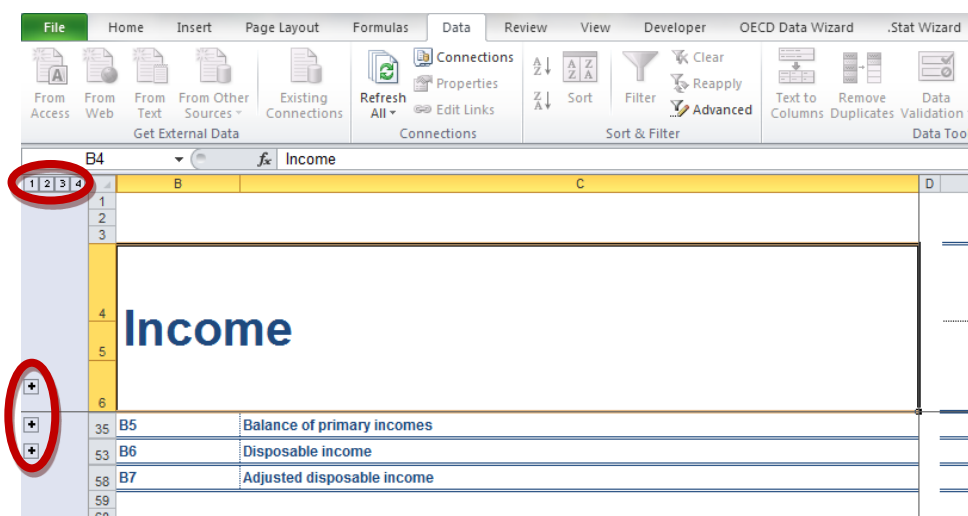 File Home Insert Page Layout Formulas Data Review View Developer OECD Data Wizard .Stat Wizard
From Access From Web From Text From Other Sources Existing Connections Refresh All Connections Properties Edit Links Sort Filter Clear Reapply Advanced Text to Columns Remove Duplicates Data Validation
Get External Data Connections Sort & Filter Data Too
B4 fx Income
1 2 3 4 B C D
1
2
3
4
Income
5
6
35 B5 Balance of primary incomes
53 B6 Disposable income
58 B7 Adjusted disposable income
59